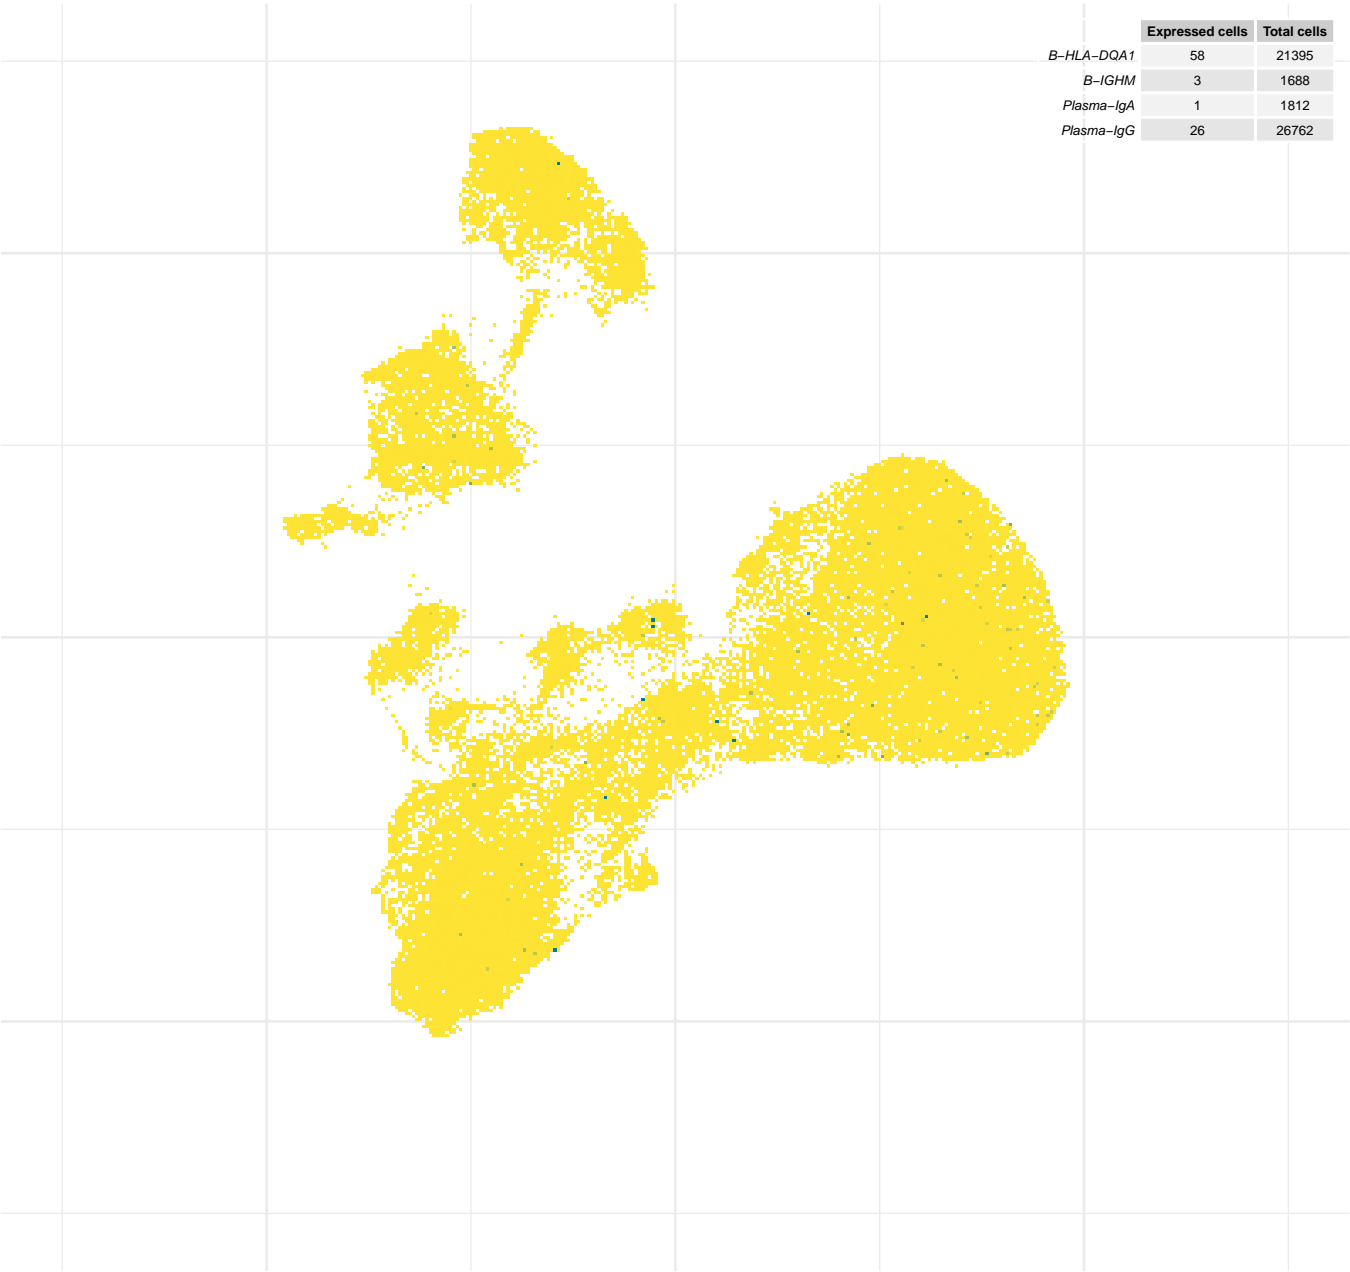 Expressed cells Total cells
B−HLA−DQA1 58 21395
B−IGHM 3 1688
Plasma−IgA 1 1812
Plasma−IgG 26 26762